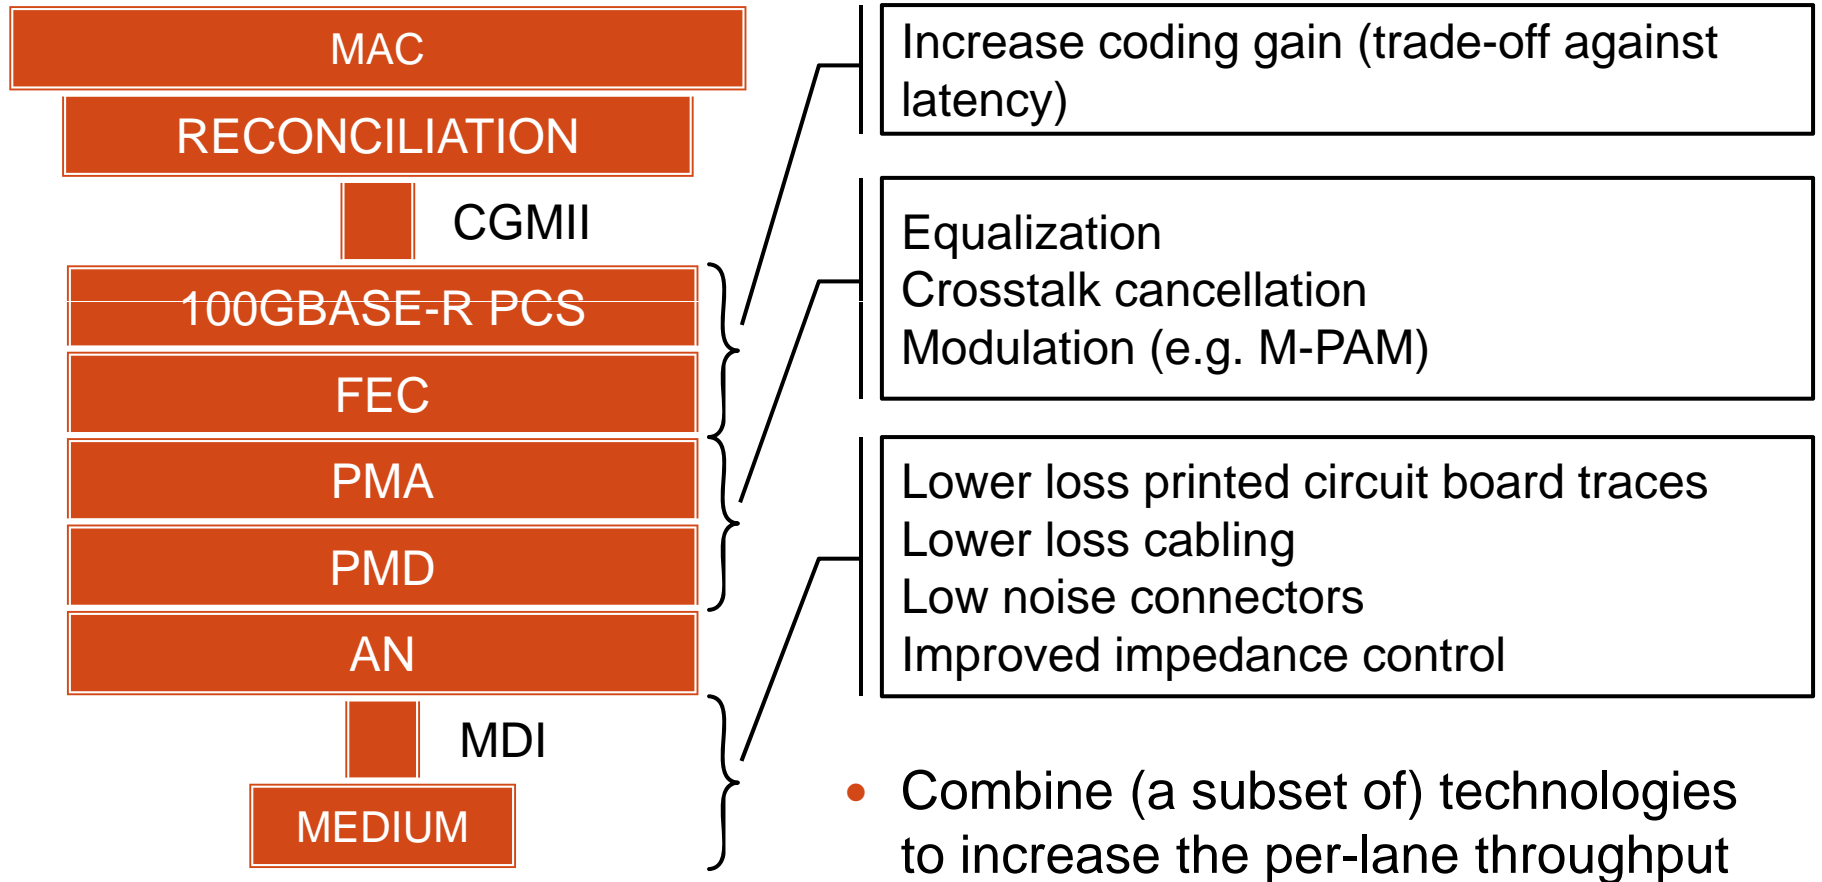 MAC
RECONCILIATION
CGMII
100GBASE-R PCS
FEC
PMA
PMD
AN
MDI
MEDIUM
Increase coding gain (trade-off against
latency)
Equalization
Crosstalk cancellation
Modulation (e.g. M-PAM)
Lower loss printed circuit board traces
Lower loss cabling
Low noise connectors
Improved impedance control
• Combine (a subset of) technologies
to increase the per-lane throughput